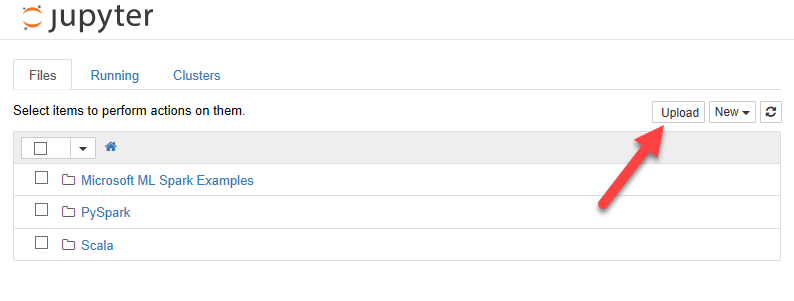 jupyter
Files Running Clusters
Select items to perform actions on them. Upload New
Microsoft ML Spark Examples
PySpark
Scala